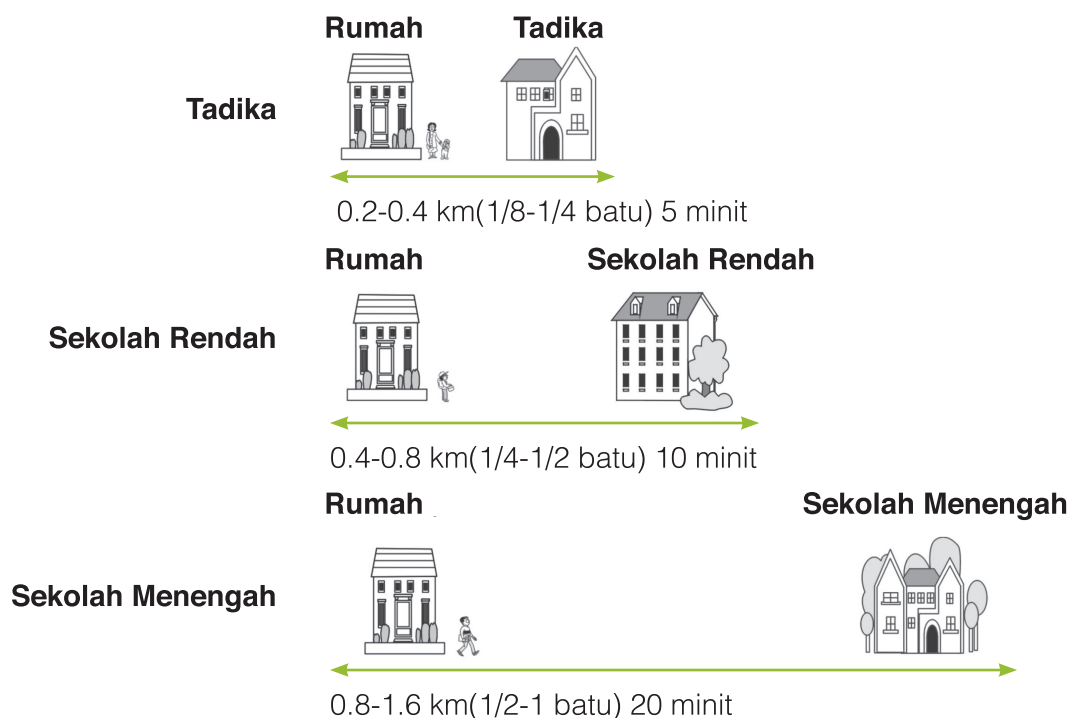 Rumah Tadika
Tadika
0.2-0.4 km(1/8-1/4 batu) 5 minit
Rumah Sekolah Rendah
Sekolah Rendah
0.4-0.8 km(1/4-1/2 batu) 10 minit
Rumah Sekolah Menengah
Sekolah Menengah
0.8-1.6 km(1/2-1 batu) 20 minit